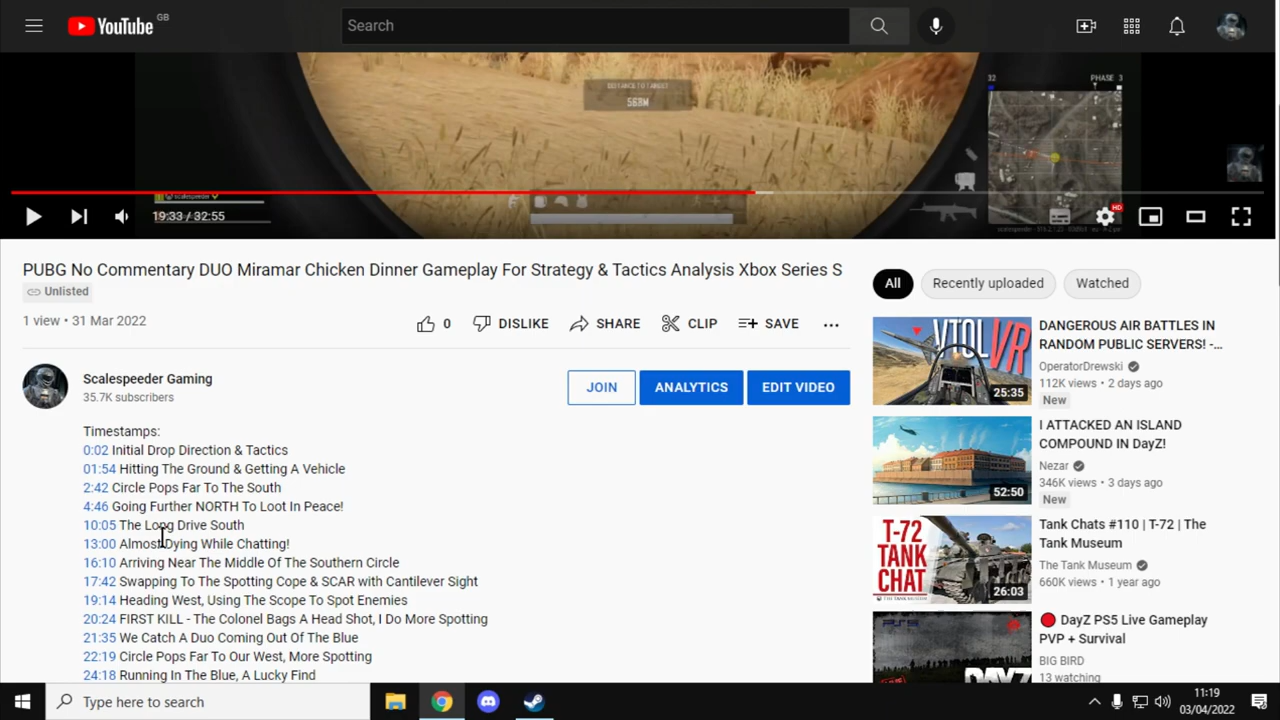 YouTube GB
Search
DISTANCE TO TARGET
568M
32
PHASE 3
scalespeeder
19:33 / 32:55
HD
PUBG No Commentary DUO Miramar Chicken Dinner Gameplay For Strategy & Tactics Analysis Xbox Series S
Unlisted
1 view • 31 Mar 2022
0
DISLIKE
SHARE
CLIP
SAVE
Scalespeeder Gaming
35.7K subscribers
JOIN
ANALYTICS
EDIT VIDEO
Timestamps:
0:02 Initial Drop Direction & Tactics
01:54 Hitting The Ground & Getting A Vehicle
2:42 Circle Pops Far To The South
4:46 Going Further NORTH To Loot In Peace!
10:05 The Long Drive South
13:00 Almost Dying While Chatting!
16:10 Arriving Near The Middle Of The Southern Circle
17:42 Swapping To The Spotting Cope & SCAR with Cantilever Sight
19:14 Heading West, Using The Scope To Spot Enemies
20:24 FIRST KILL - The Colonel Bags A Head Shot, I Do More Spotting
21:35 We Catch A Duo Coming Out Of The Blue
22:19 Circle Pops Far To Our West, More Spotting
24:18 Running In The Blue, A Lucky Find
All
Recently uploaded
Watched
VTOL VR
25:35
DANGEROUS AIR BATTLES IN
RANDOM PUBLIC SERVERS! -...
OperatorDrewski
112K views • 2 days ago
New
52:50
I ATTACKED AN ISLAND
COMPOUND IN DayZ!
Nezar
346K views • 3 days ago
New
T-72
TANK
CHAT
THE TANK MUSEUM
26:03
Tank Chats #110 | T-72 | The
Tank Museum
The Tank Museum
660K views • 1 year ago
PS5
DAYZ
DayZ PS5 Live Gameplay
PVP + Survival
BIG BIRD
13 watching
Type here to search
11:19
03/04/2022